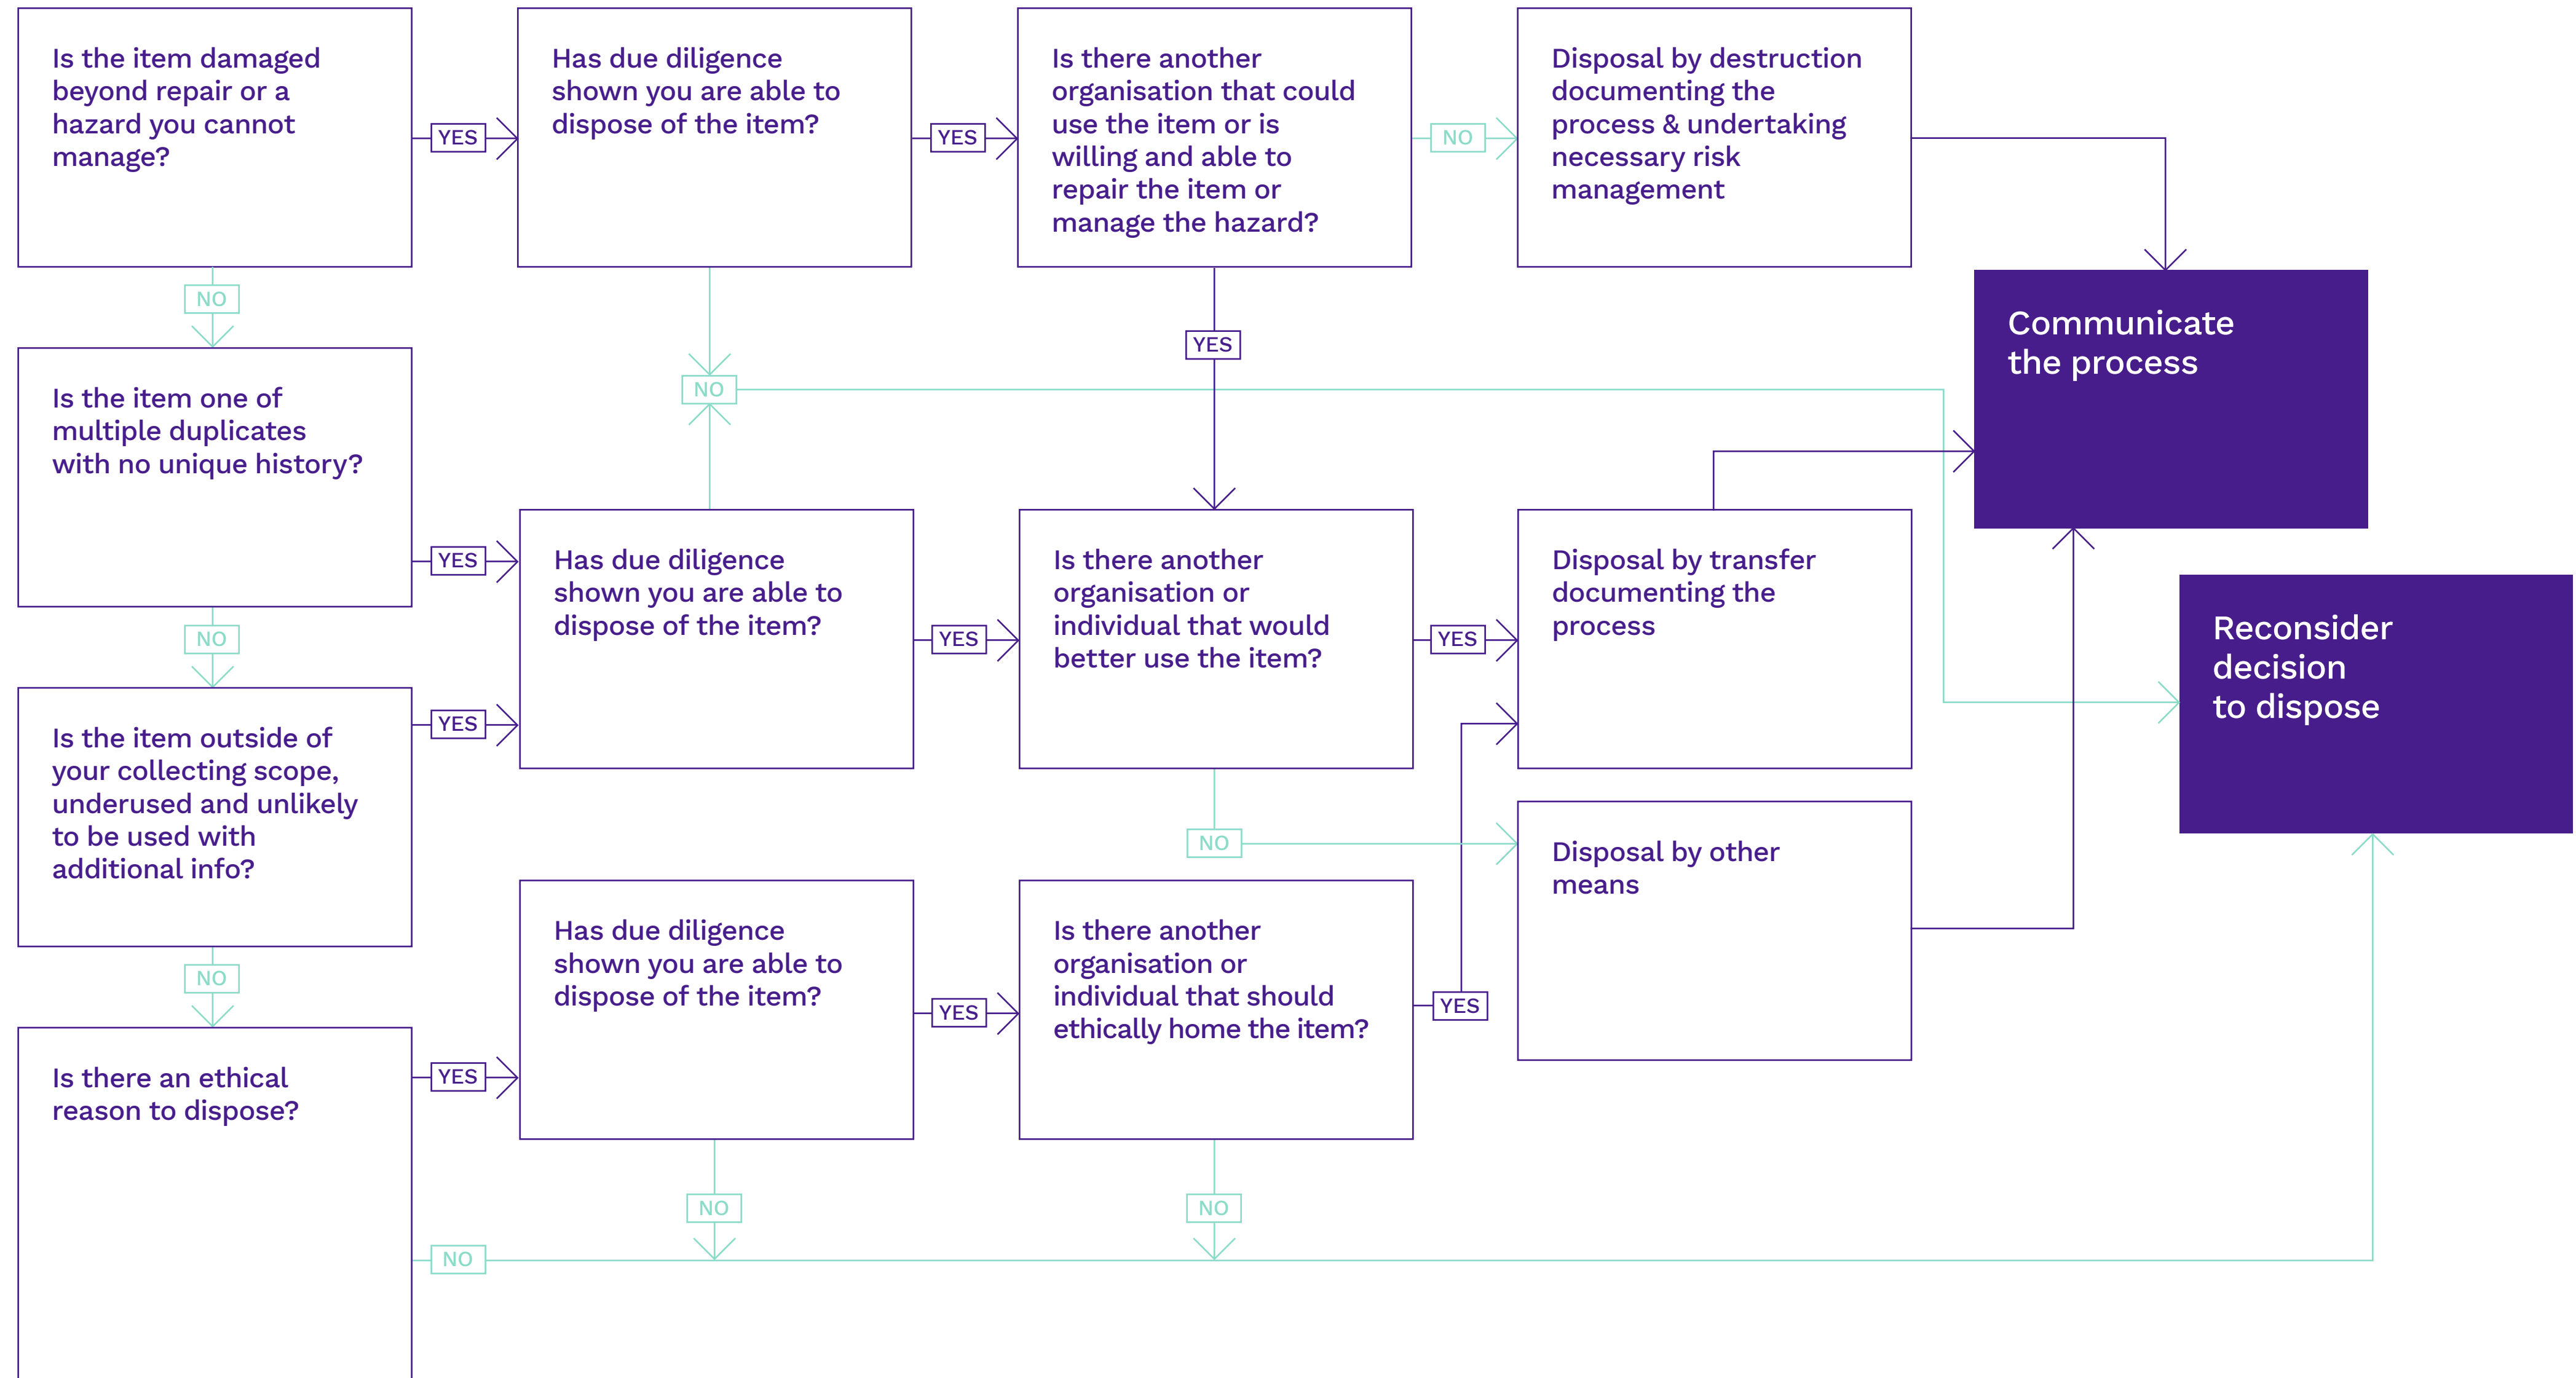 Is the item damaged
beyond repair or a
hazard you cannot
manage?
YES
Has due diligence
shown you are able to
dispose of the item?
YES
Is there another
organisation that could
use the item or is
willing and able to
repair the item or
manage the hazard?
NO
Disposal by destruction
documenting the
process & undertaking
necessary risk
management
NO
YES
NO
Communicate
the process
Is the item one of
multiple duplicates
with no unique history?
YES
NO
Has due diligence
shown you are able to
dispose of the item?
YES
Is there another
organisation or
individual that would
better use the item?
YES
Disposal by transfer
documenting the
process
Reconsider
decision
to dispose
Is the item outside of
your collecting scope,
underused and unlikely
to be used with
additional info?
YES
NO
NO
Disposal by other
means
Has due diligence
shown you are able to
dispose of the item?
YES
Is there another
organisation or
individual that should
ethically home the item?
YES
Is there an ethical
reason to dispose?
YES
NO
NO
NO